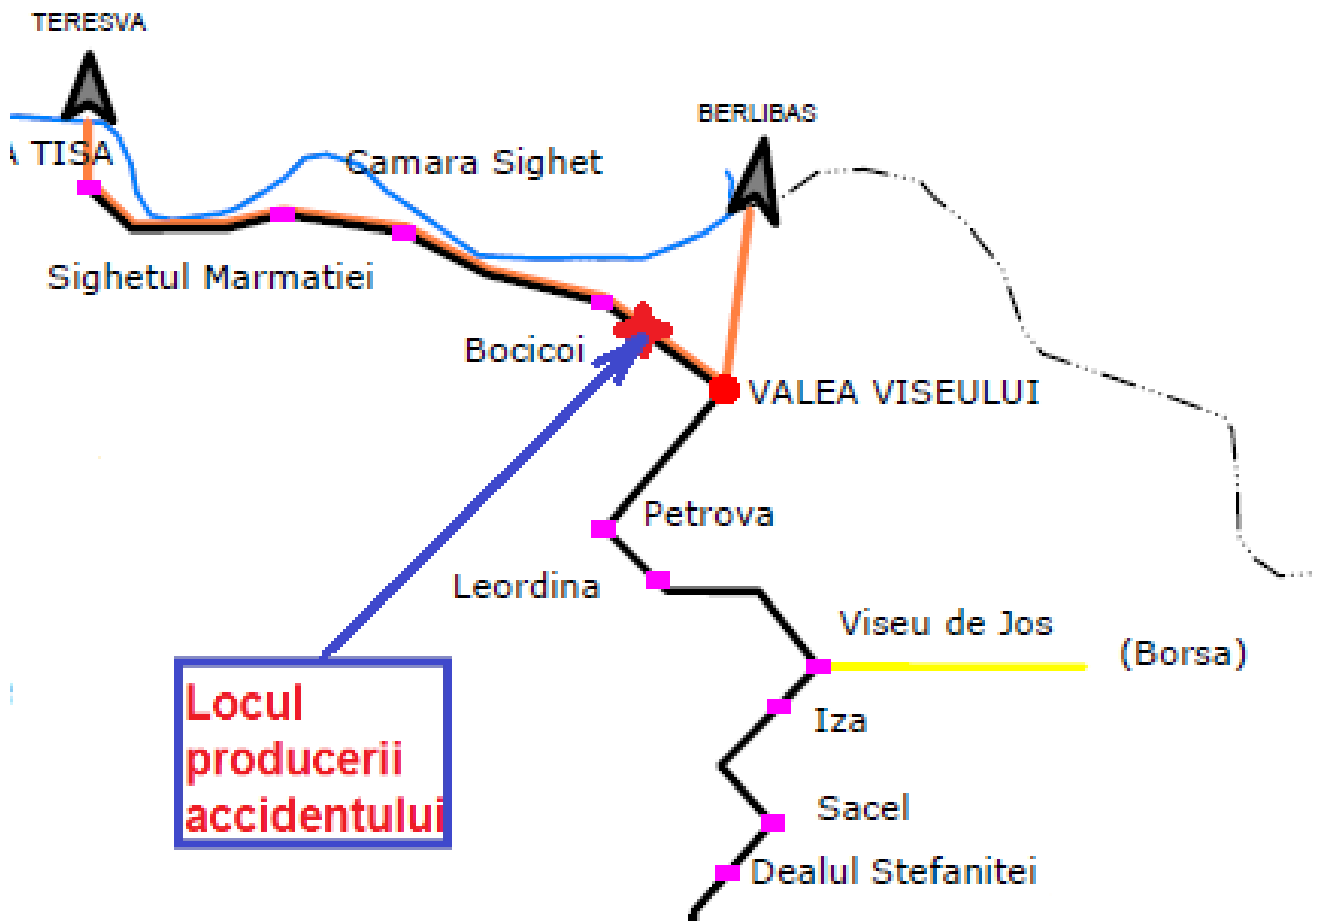 TERESVA
BERLIBAS
A TISA
Camara Sighet
Sighetul Marmatiei
Bocicoi
VALEA VISEULUI
Petrova
Leordina
Viseu de Jos
(Borsa)
Locul
producerii
accidentului
Iza
Sacel
Dealul Stefanitei